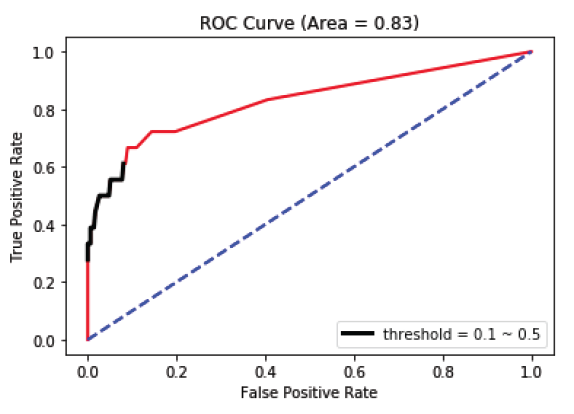 ROC Curve (Area = 0.83)
True Positive Rate
1.0
0.8
0.6
0.4
0.2
0.0
threshold = 0.1 ~ 0.5
0.0 0.2 0.4 0.6 0.8 1.0
False Positive Rate